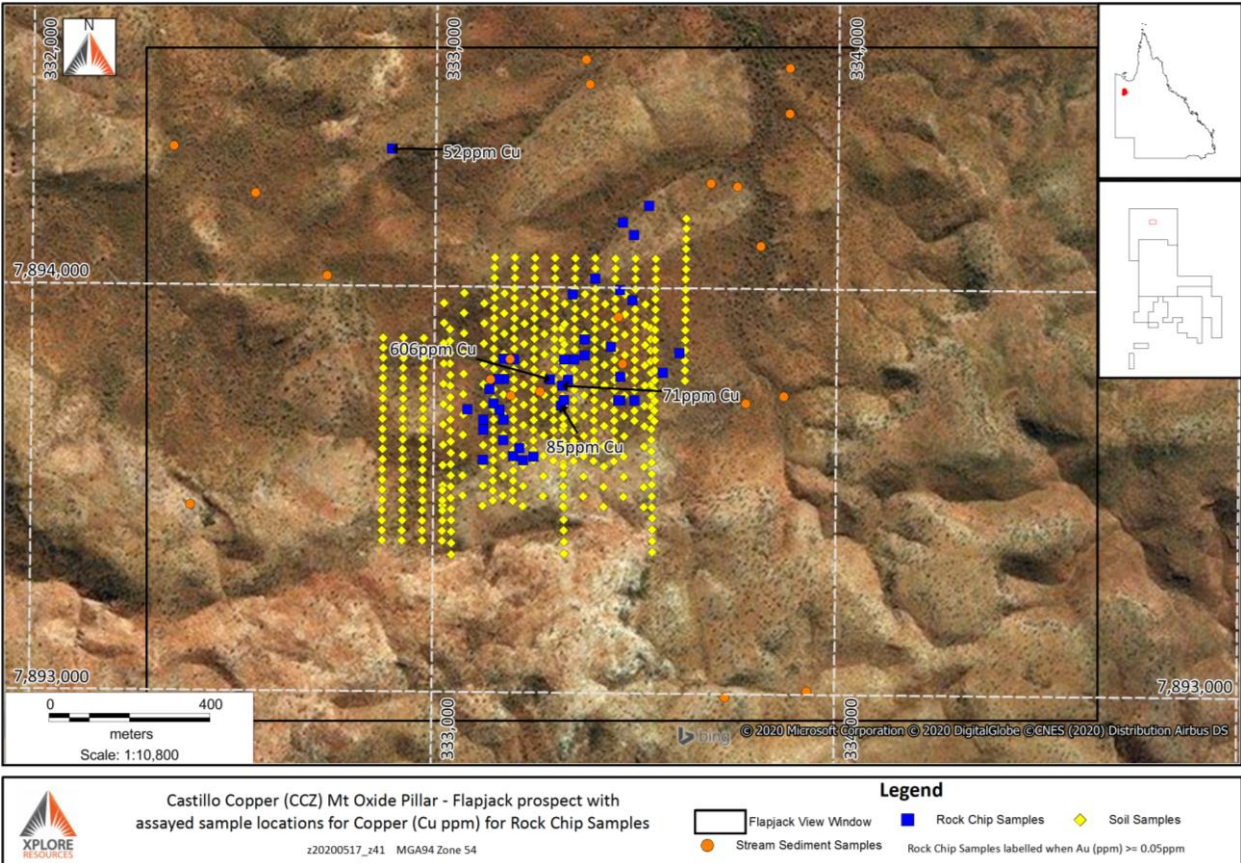 N
332,000
333,000
334,000
52ppm Cu
7,894,000
606ppm Cu
71ppm Cu
85ppm Cu
7,893,000
7,893,000
0 400
meters
Scale: 1:10,800
333,000
334,000
bing © 2020 Microsoft Corporation © 2020 DigitalGlobe ©CNES (2020) Distribution Airbus DS
XPLORE
RESOURCES
Castillo Copper (CCZ) Mt Oxide Pillar - Flapjack prospect with
assayed sample locations for Copper (Cu ppm) for Rock Chip Samples
z20200517_z41 MGA94 Zone 54
Legend
Flapjack View Window Rock Chip Samples Soil Samples
Stream Sediment Samples Rock Chip Samples labelled when Au (ppm) >= 0.05ppm